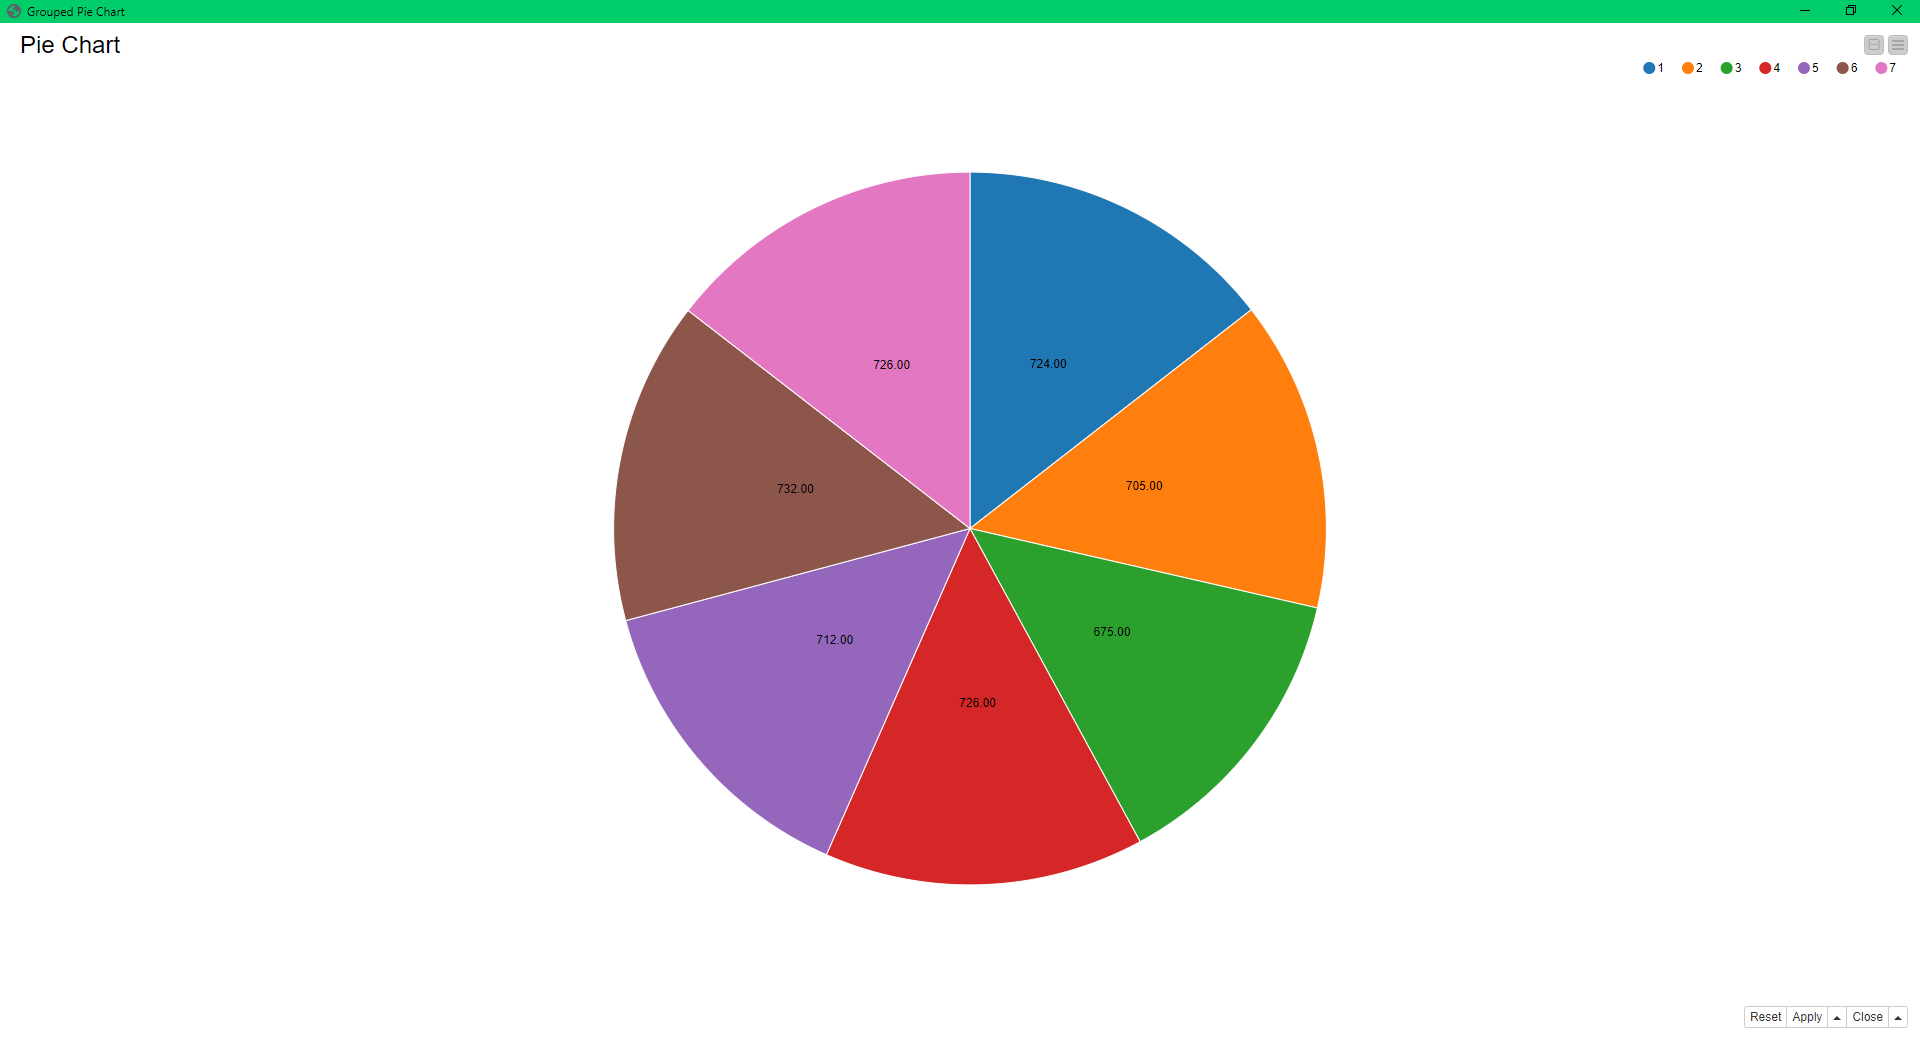 Grouped Pie Chart
Pie Chart
1 2 3 4 5 6 7
726.00 724.00
732.00 705.00
712.00 675.00
726.00
Reset Apply Close